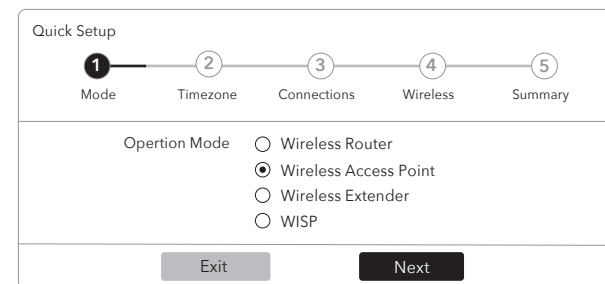 Quick Setup
1 2 3 4 5
Mode Timezone Connections Wireless Summary
Opertion Mode Wireless Router
Wireless Access Point
Wireless Extender
WISP
Exit Next